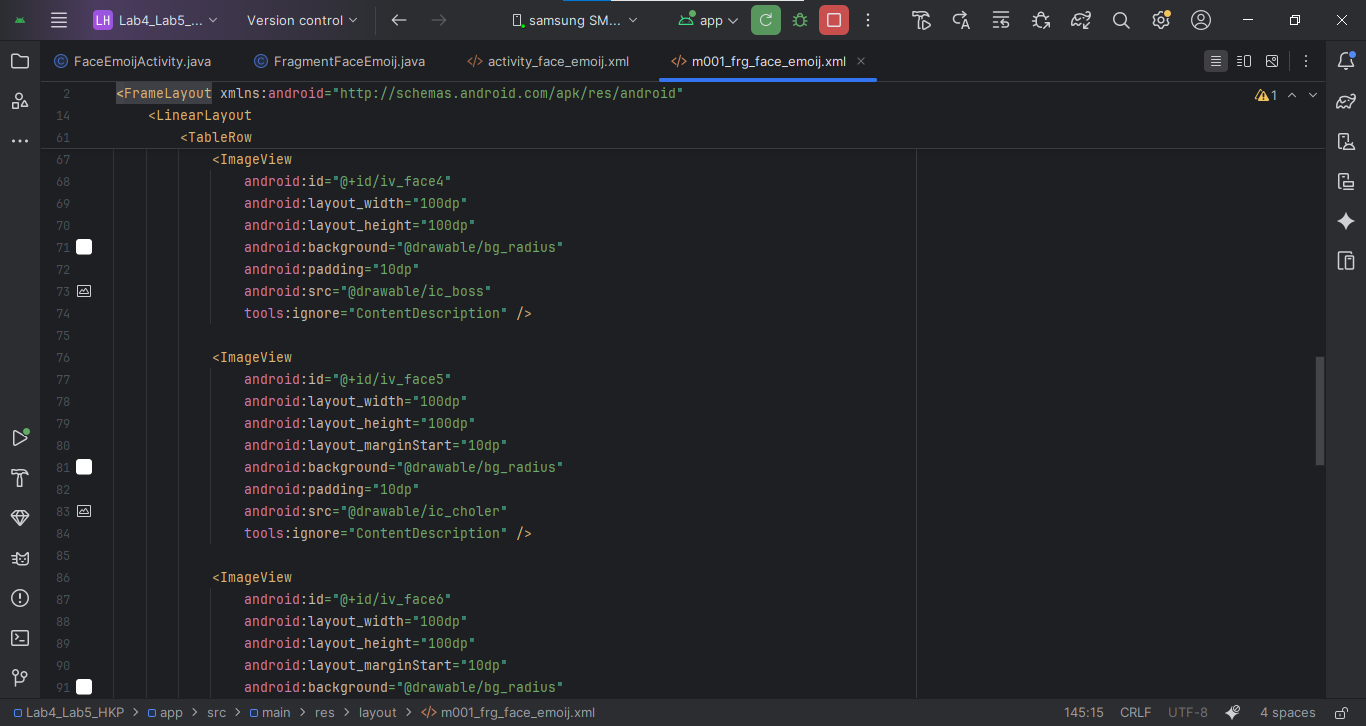 LH Lab4_Lab5_... Version control samsung SM... app
FaceEmoijActivity.java FragmentFaceEmoij.java activity_face_emoij.xml m001_frg_face_emoij.xml
2 <FrameLayout xmlns:android="http://schemas.android.com/apk/res/android" 1
14 <LinearLayout
61 <TableRow
67 <ImageView
68 android:id="@+id/iv_face4"
69 android:layout_width="100dp"
70 android:layout_height="100dp"
71 android:background="@drawable/bg_radius"
72 android:padding="10dp"
73 android:src="@drawable/ic_boss"
74 tools:ignore="ContentDescription" />
75
76 <ImageView
77 android:id="@+id/iv_face5"
78 android:layout_width="100dp"
79 android:layout_height="100dp"
80 android:layout_marginStart="10dp"
81 android:background="@drawable/bg_radius"
82 android:padding="10dp"
83 android:src="@drawable/ic_choler"
84 tools:ignore="ContentDescription" />
85
86 <ImageView
87 android:id="@+id/iv_face6"
88 android:layout_width="100dp"
89 android:layout_height="100dp"
90 android:layout_marginStart="10dp"
91 android:background="@drawable/bg_radius"
Lab4_Lab5_HKP > app > src > main > res > layout > m001_frg_face_emoij.xml 145:15 CRLF UTF-8 4 spaces